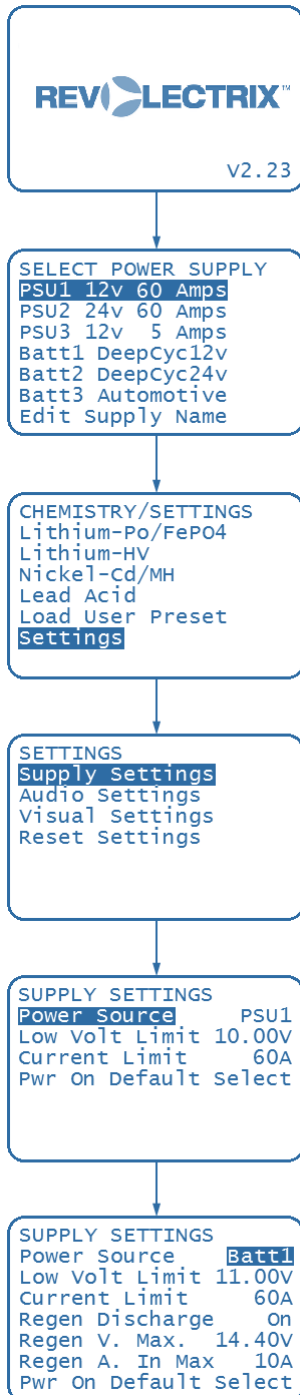 REVOLECTRIX™
v2.23
SELECT POWER SUPPLY
PSU1 12v 60 Amps
PSU2 24v 60 Amps
PSU3 12v 5 Amps
Batt1 DeepCyc12v
Batt2 DeepCyc24v
Batt3 Automotive
Edit Supply Name
CHEMISTRY/SETTINGS
Lithium-Po/FePO4
Lithium-HV
Nickel-Cd/MH
Lead Acid
Load User Preset
Settings
SETTINGS
Supply Settings
Audio Settings
Visual Settings
Reset Settings
SUPPLY SETTINGS
Power Source PSU1
Low Volt Limit 10.00v
Current Limit 60A
Pwr On Default Select
SUPPLY SETTINGS
Power Source Batt1
Low Volt Limit 11.00v
Current Limit 60A
Regen Discharge on
Regen V. Max. 14.40V
Regen A. In Max 10A
Pwr On Default Select